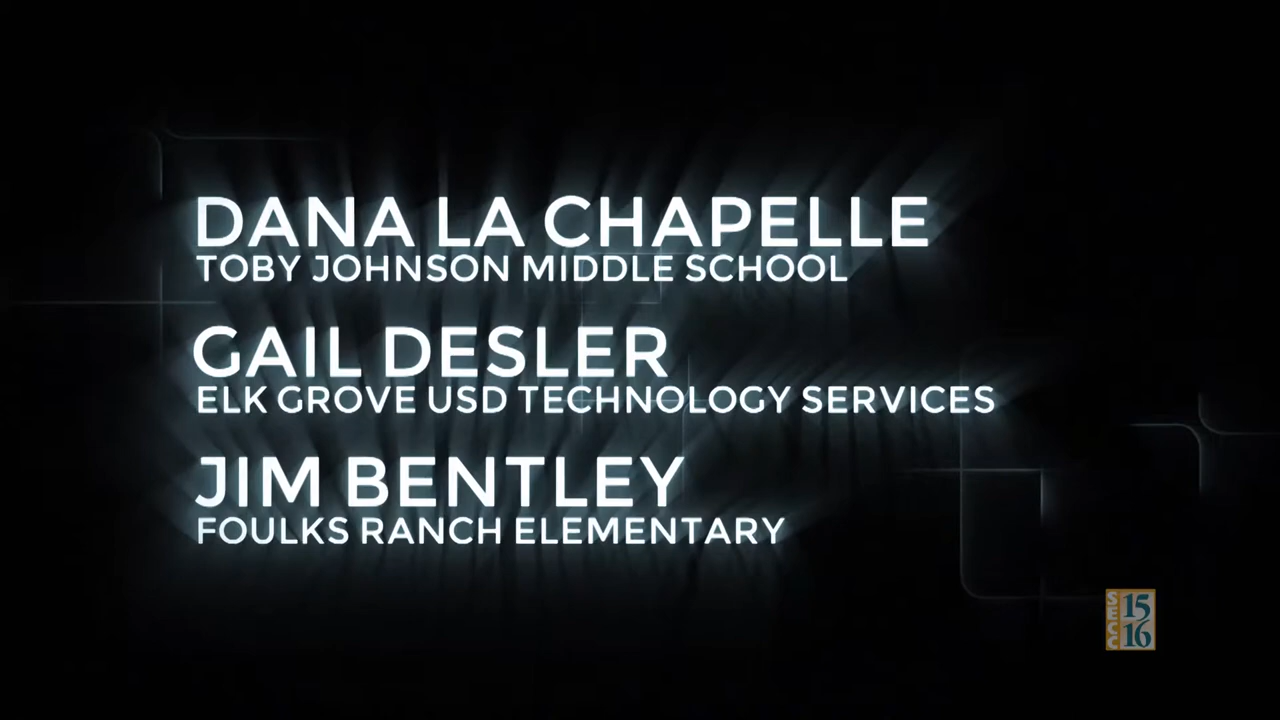 DANA LA CHAPELLE
TOBY JOHNSON MIDDLE SCHOOL
GAIL DESLER
ELK GROVE USD TECHNOLOGY SERVICES
JIM BENTLEY
FOULKS RANCH ELEMENTARY
SECC
15
16